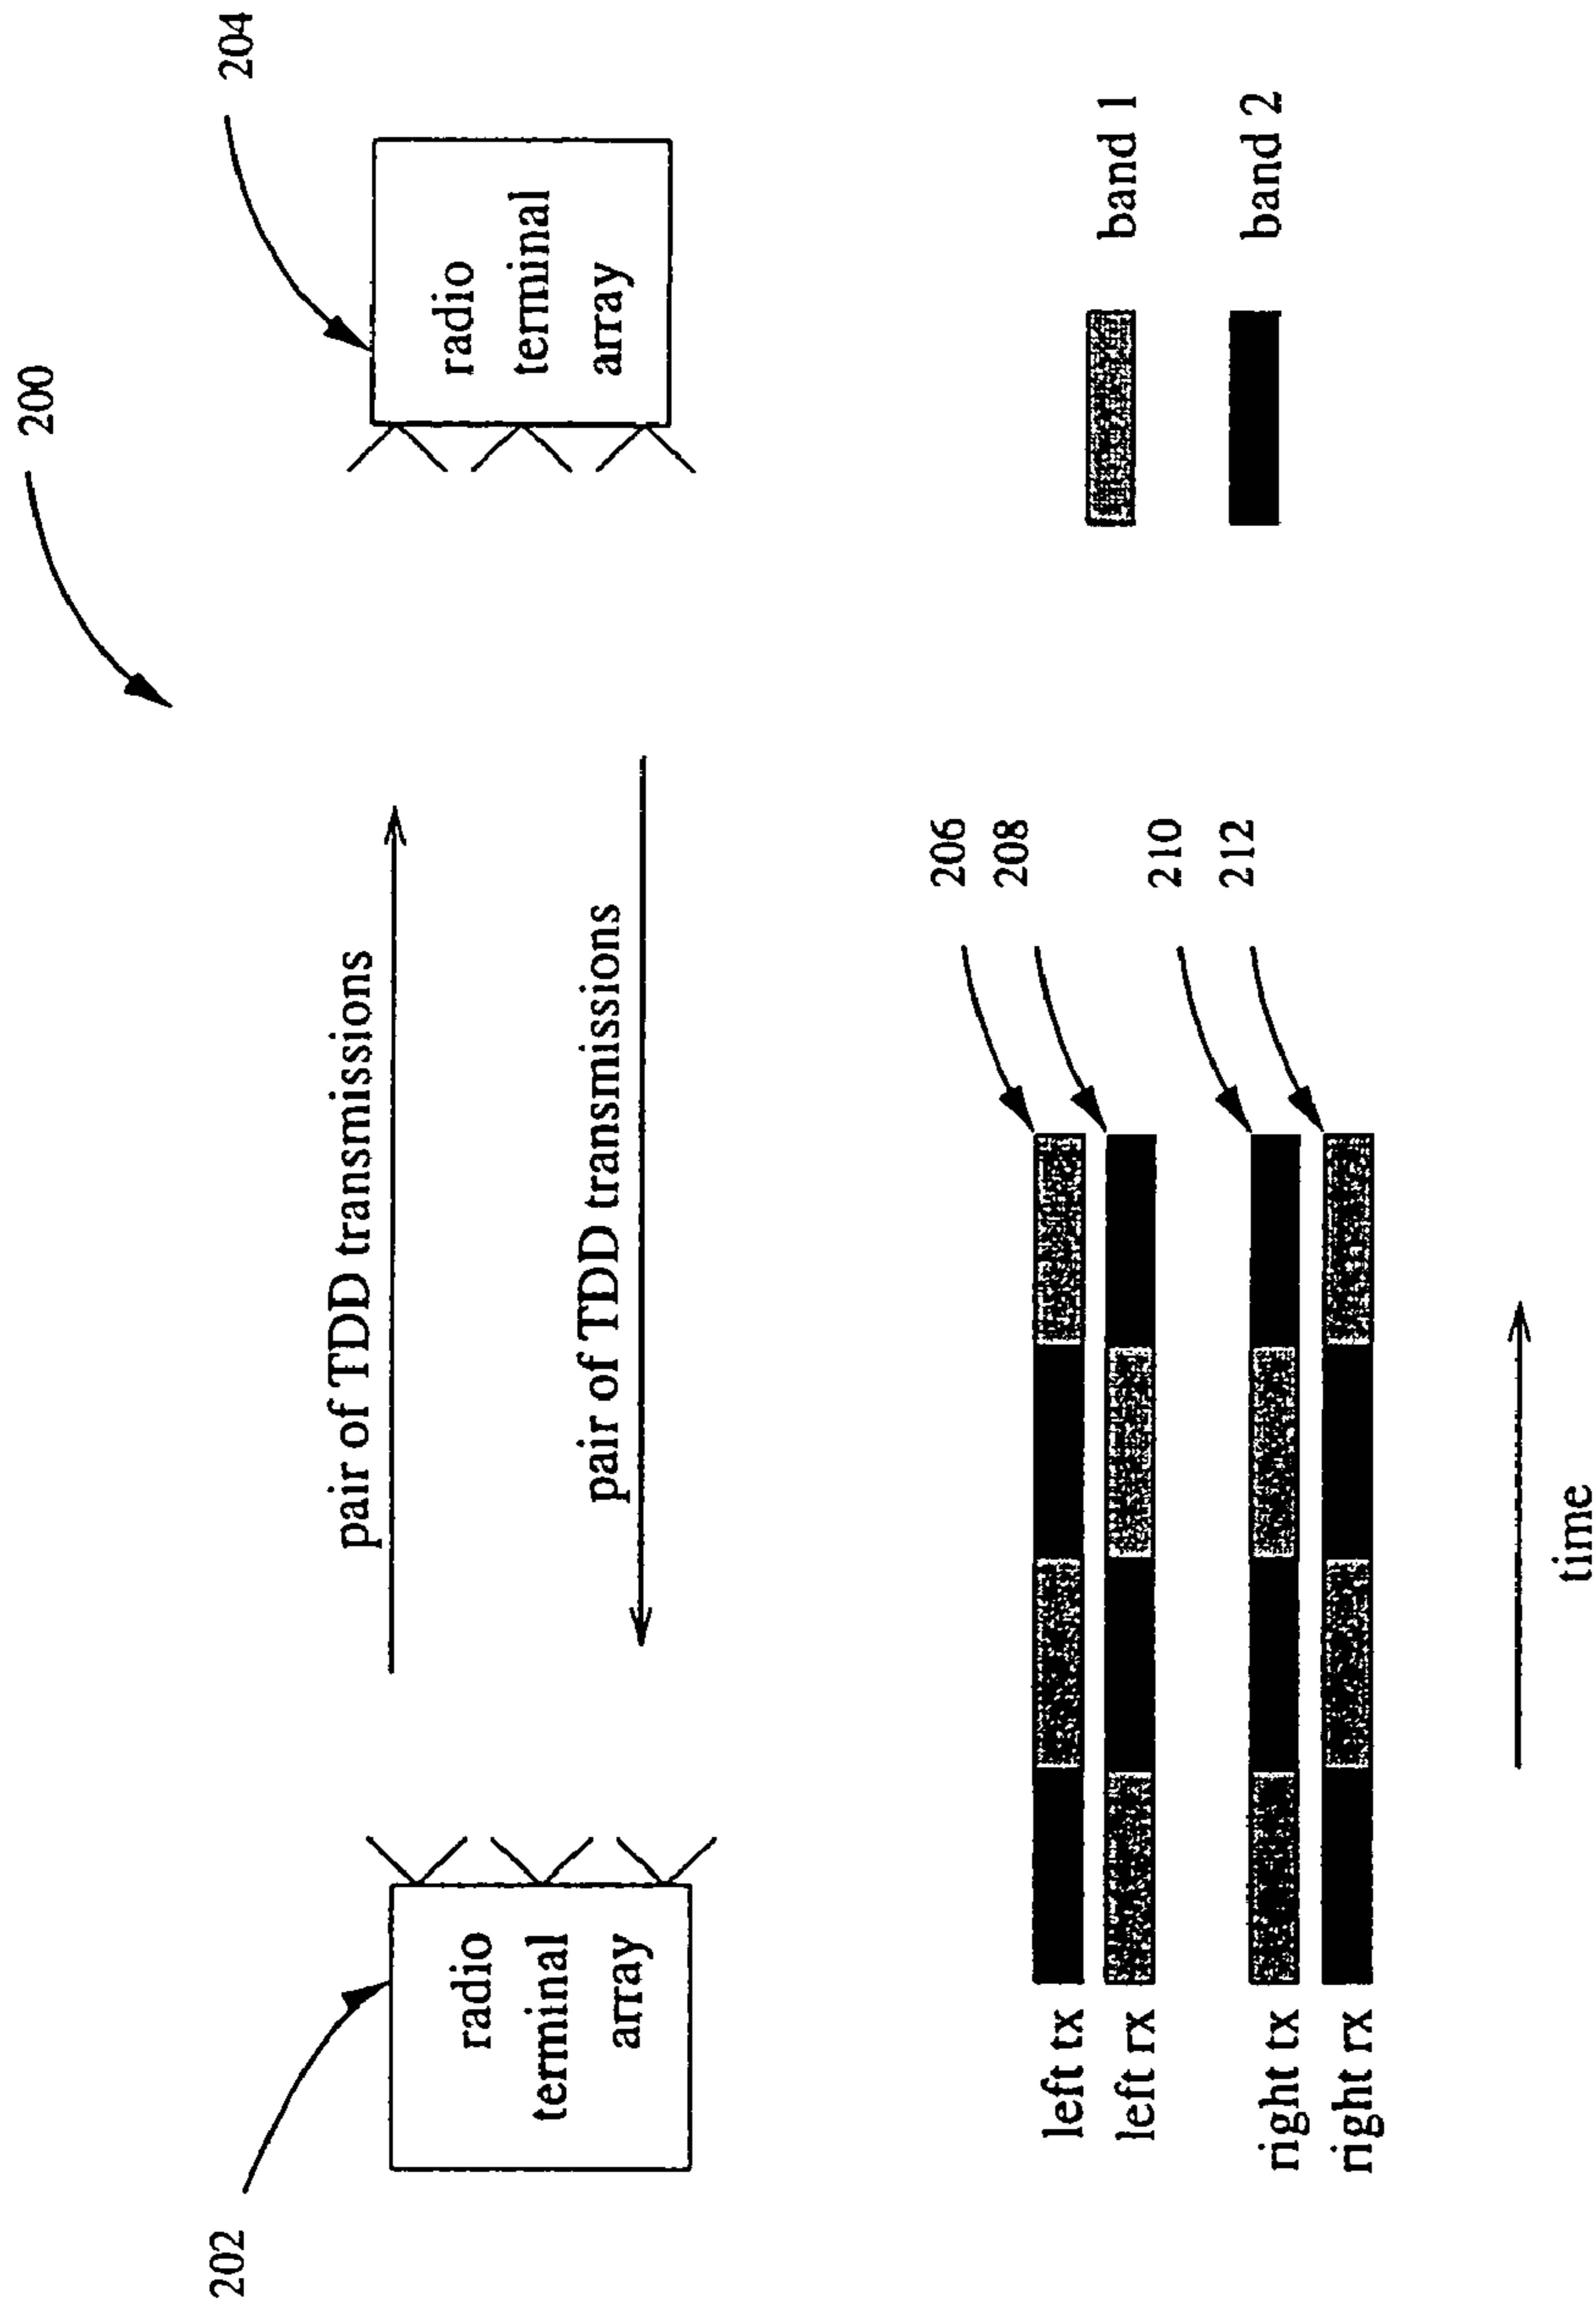 200
202
radio
terminal
array
pair of TDD transmissions
pair of TDD transmissions
204
radio
terminal
array
left tx
left rx
right tx
right rx
206
208
210
212
time
band 1
band 2